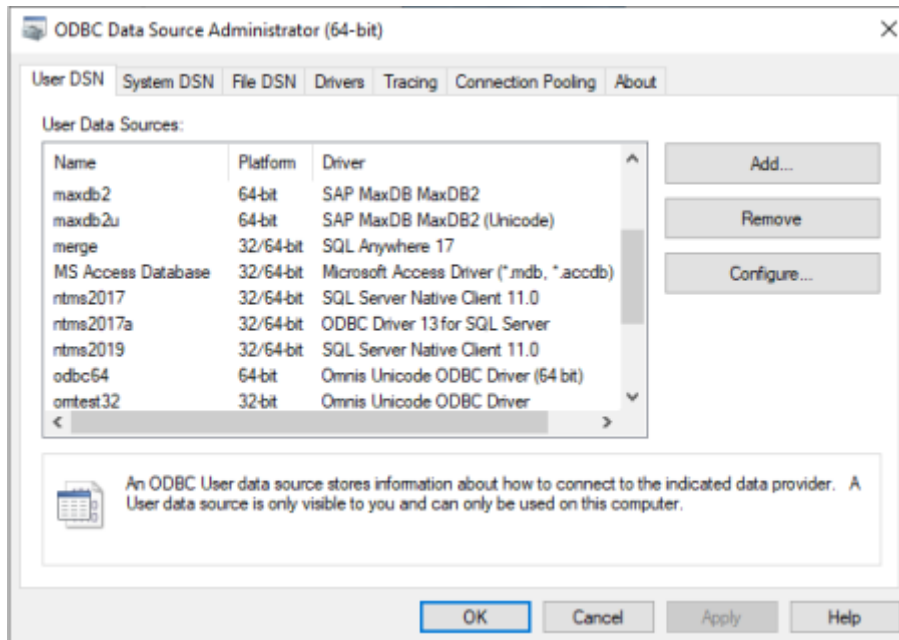 ODBC Data Source Administrator (64-bit)
User DSN System DSN File DSN Drivers Tracing Connection Pooling About
User Data Sources:
Name Platform Driver
maxdb2 64-bit SAP MaxDB MaxDB2
maxdb2u 64-bit SAP MaxDB MaxDB2 (Unicode)
merge 32/64-bit SQL Anywhere 17
MS Access Database 32/64-bit Microsoft Access Driver (*.mdb, *.accdb)
ntms2017 32/64-bit SQL Server Native Client 11.0
ntms2017a 32/64-bit ODBC Driver 13 for SQL Server
ntms2019 32/64-bit SQL Server Native Client 11.0
odbc64 64-bit Omnis Unicode ODBC Driver (64 bit)
omtest32 32-bit Omnis Unicode ODBC Driver
Add...
Remove
Configure...
An ODBC User data source stores information about how to connect to the indicated data provider. A
User data source is only visible to you and can only be used on this computer.
OK Cancel Apply Help